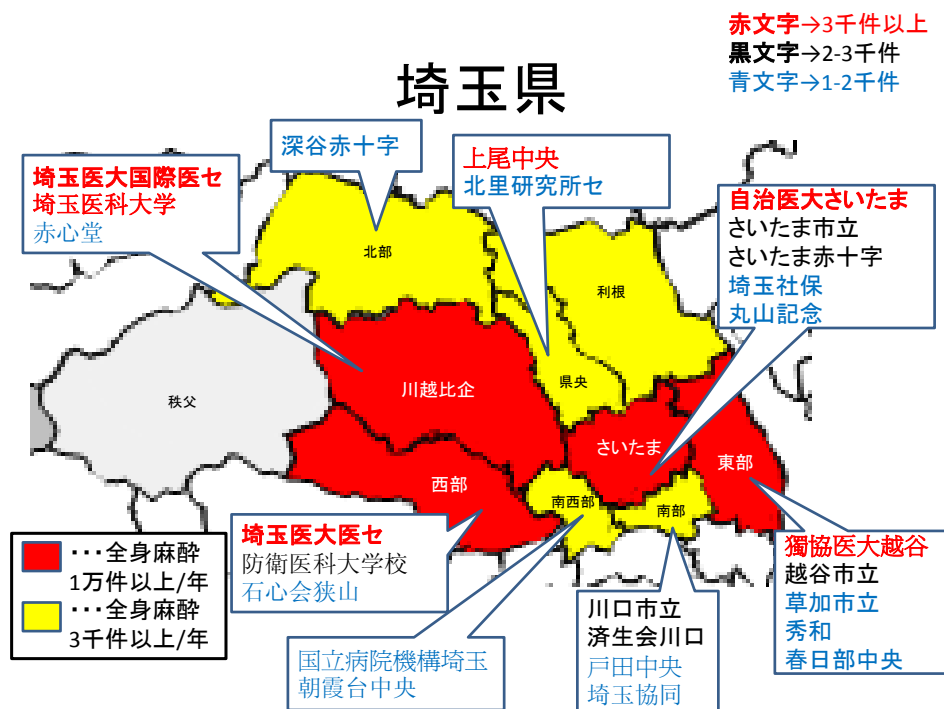 赤文字→3千件以上
黒文字→2-3千件
青文字→1-2千件
埼玉県
深谷赤十字
上尾中央
北里研究所セ
埼玉医大国際医セ
埼玉医科大学
赤心堂
自治医大さいたま
さいたま市立
さいたま赤十字
埼玉社保
丸山記念
北部
利根
県央
秩父
川越比企
さいたま
東部
西部
南西部
南部
・・・全身麻酔
1万件以上/年
・・・全身麻酔
3千件以上/年
埼玉医大医セ
防衛医科大学校
石心会狭山
国立病院機構埼玉
朝霞台中央
川口市立
済生会川口
戸田中央
埼玉協同
獨協医大越谷
越谷市立
草加市立
秀和
春日部中央